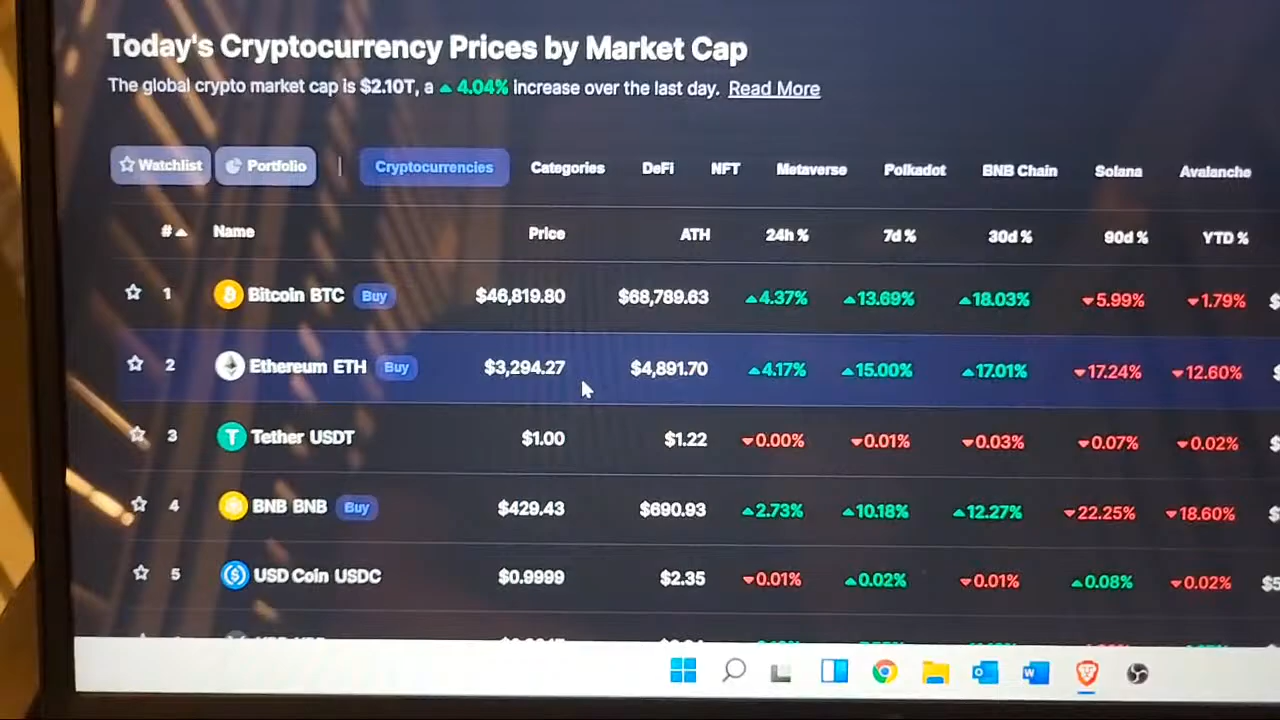 Today's Cryptocurrency Prices by Market Cap
The global crypto market cap is $2.10T, a 4.04% increase over the last day. Read More
Watchlist Portfolio Cryptocurrencies Categories DeFi NFT Metaverse Polkadot BNB Chain Solana Avalanche
# Name Price ATH 24h % 7d % 30d % 90d % YTD %
1 Bitcoin BTC Buy $46,819.80 $68,789.63 4.37% 13.69% 18.03% 5.99% 1.79% $
2 Ethereum ETH Buy $3,294.27 $4,891.70 4.17% 15.00% 17.01% 17.24% 12.60% $
3 Tether USDT $1.00 $1.22 0.00% 0.01% 0.03% 0.07% 0.02% $
4 BNB BNB Buy $429.43 $690.93 2.73% 10.18% 12.27% 22.25% 18.60% $
5 USD Coin USDC $0.9999 $2.35 0.01% 0.02% 0.01% 0.08% 0.02% $5